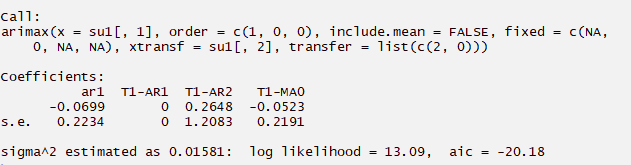 Call:
arimax(x = su1[, 1], order = c(1, 0, 0), include.mean = FALSE, fixed = c(NA,
0, NA, NA), xtransf = su1[, 2], transfer = list(c(2, 0)))
Coefficients:
ar1 T1-AR1 T1-AR2 T1-MA0
-0.0699 0 0.2648 -0.0523
s.e. 0.2234 0 1.2083 0.2191
sigma^2 estimated as 0.01581: log likelihood = 13.09, aic = -20.18